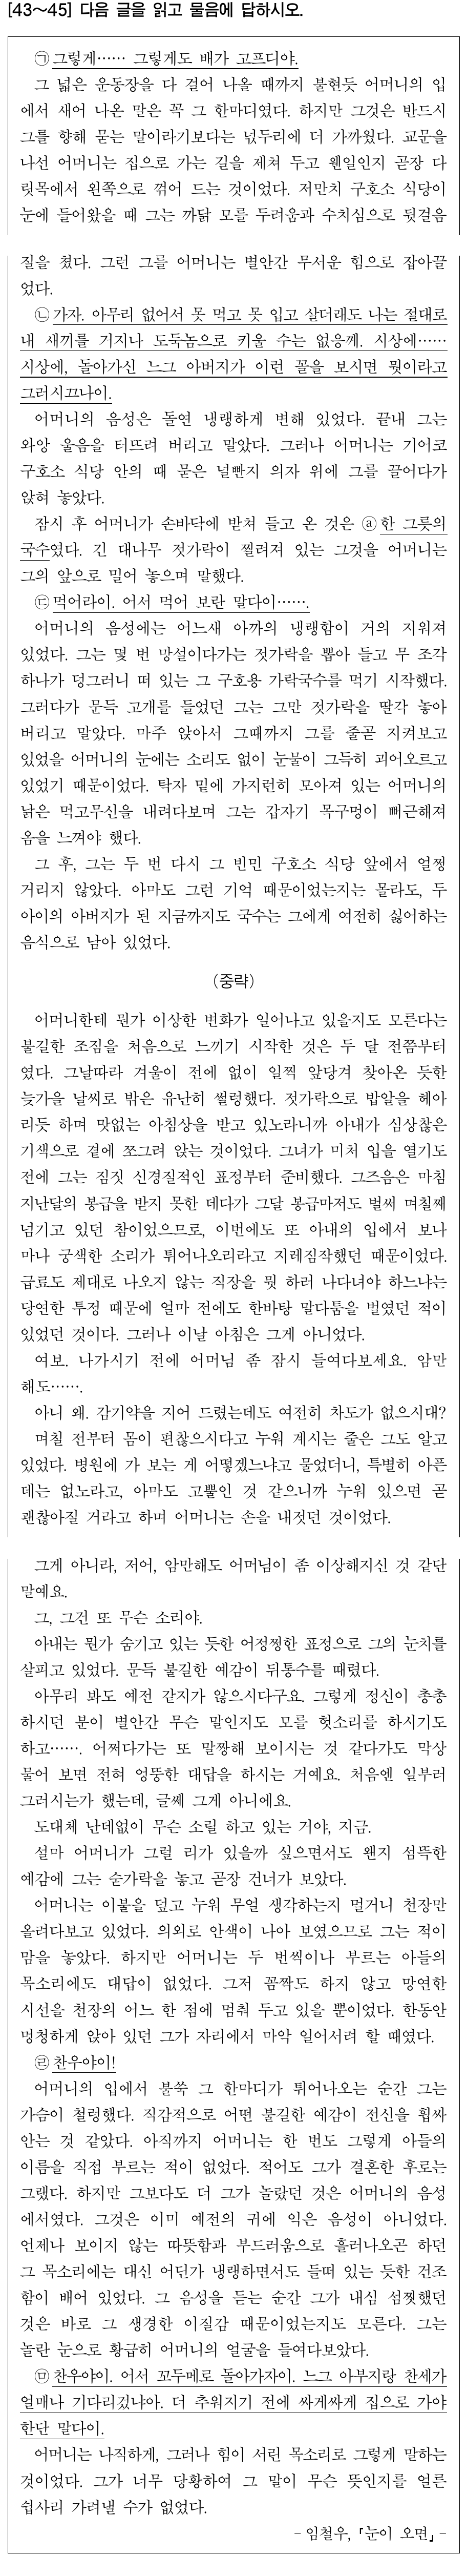 [43～45] 다음 글을 읽고 물음에 답하시오.
㉠ 그렇게…… 그렇게도 배가 고프디야.
그 넓은 운동장을 다 걸어 나올 때까지 불현듯 어머니의 입
에서 새어 나온 말은 꼭 그 한마디였다. 하지만 그것은 반드시
그를 향해 묻는 말이라기보다는 넋두리에 더 가까웠다. 교문을
나선 어머니는 집으로 가는 길을 제쳐 두고 웬일인지 곧장 다
릿목에서 왼쪽으로 꺾어 드는 것이었다. 저만치 구호소 식당이
눈에 들어왔을 때 그는 까닭 모를 두려움과 수치심으로 뒷걸음
질을 쳤다. 그런 그를 어머니는 별안간 무서운 힘으로 잡아끌
었다.
㉡ 가자. 아무리 없어서 못 먹고 못 입고 살더래도 나는 절대로
내 새끼를 거지나 도둑놈으로 키울 수는 없응께. 시상에……
시상에, 돌아가신 느그 아버지가 이런 꼴을 보시면 뭣이라고
그러시끄나이.
어머니의 음성은 돌연 냉랭하게 변해 있었다. 끝내 그는
와앙 울음을 터뜨려 버리고 말았다. 그러나 어머니는 기어코
구호소 식당 안의 때 묻은 널빤지 의자 위에 그를 끌어다가
앉혀 놓았다.
잠시 후 어머니가 손바닥에 받쳐 들고 온 것은 ⓐ 한 그릇의
국수였다. 긴 대나무 젓가락이 찔려져 있는 그것을 어머니는
그의 앞으로 밀어 놓으며 말했다.
㉢ 먹어라이. 어서 먹어 보란 말다이…….
어머니의 음성에는 어느새 아까의 냉랭함이 거의 지워져
있었다. 그는 몇 번 망설이다가는 젓가락을 뽑아 들고 무 조각
하나가 덩그러니 떠 있는 그 구호용 가락국수를 먹기 시작했다.
그러다가 문득 고개를 들었던 그는 그만 젓가락을 딸각 놓아
버리고 말았다. 마주 앉아서 그때까지 그를 줄곧 지켜보고
있었을 어머니의 눈에는 소리도 없이 눈물이 그득히 괴어오르고
있었기 때문이었다. 탁자 밑에 가지런히 모아져 있는 어머니의
낡은 먹고무신을 내려다보며 그는 갑자기 목구멍이 뻐근해져
옴을 느껴야 했다.
그 후, 그는 두 번 다시 그 빈민 구호소 식당 앞에서 얼쩡
거리지 않았다. 아마도 그런 기억 때문이었는지는 몰라도, 두
아이의 아버지가 된 지금까지도 국수는 그에게 여전히 싫어하는
음식으로 남아 있었다.
(중략)
어머니한테 뭔가 이상한 변화가 일어나고 있을지도 모른다는
불길한 조짐을 처음으로 느끼기 시작한 것은 두 달 전쯤부터
였다. 그날따라 겨울이 전에 없이 일찍 앞당겨 찾아온 듯한
늦가을 날씨로 밖은 유난히 썰렁했다. 젓가락으로 밥알을 헤아
리듯 하며 맛없는 아침상을 받고 있노라니까 아내가 심상찮은
기색으로 곁에 쪼그려 앉는 것이었다. 그녀가 미처 입을 열기도
전에 그는 짐짓 신경질적인 표정부터 준비했다. 그즈음은 마침
지난달의 봉급을 받지 못한 데다가 그달 봉급마저도 벌써 며칠째
넘기고 있던 참이었으므로, 이번에도 또 아내의 입에서 보나
마나 궁색한 소리가 튀어나오리라고 지레짐작했던 때문이었다.
급료도 제대로 나오지 않는 직장을 뭣 하러 나다녀야 하느냐는
당연한 투정 때문에 얼마 전에도 한바탕 말다툼을 벌였던 적이
있었던 것이다. 그러나 이날 아침은 그게 아니었다.
여보. 나가시기 전에 어머님 좀 잠시 들여다보세요. 암만
해도…….
아니 왜. 감기약을 지어 드렸는데도 여전히 차도가 없으시대?
며칠 전부터 몸이 편찮으시다고 누워 계시는 줄은 그도 알고
있었다. 병원에 가 보는 게 어떻겠느냐고 물었더니, 특별히 아픈
데는 없노라고, 아마도 고뿔인 것 같으니까 누워 있으면 곧
괜찮아질 거라고 하며 어머니는 손을 내젓던 것이었다.
그게 아니라, 저어, 암만해도 어머님이 좀 이상해지신 것 같단
말예요.
그, 그건 또 무슨 소리야.
아내는 뭔가 숨기고 있는 듯한 어정쩡한 표정으로 그의 눈치를
살피고 있었다. 문득 불길한 예감이 뒤통수를 때렸다.
아무리 봐도 예전 같지가 않으시다구요. 그렇게 정신이 총총
하시던 분이 별안간 무슨 말인지도 모를 헛소리를 하시기도
하고……. 어쩌다가는 또 말짱해 보이시는 것 같다가도 막상
물어 보면 전혀 엉뚱한 대답을 하시는 거예요. 처음엔 일부러
그러시는가 했는데, 글쎄 그게 아니에요.
도대체 난데없이 무슨 소릴 하고 있는 거야, 지금.
설마 어머니가 그럴 리가 있을까 싶으면서도 왠지 섬뜩한
예감에 그는 숟가락을 놓고 곧장 건너가 보았다.
어머니는 이불을 덮고 누워 무얼 생각하는지 멀거니 천장만
올려다보고 있었다. 의외로 안색이 나아 보였으므로 그는 적이
맘을 놓았다. 하지만 어머니는 두 번씩이나 부르는 아들의
목소리에도 대답이 없었다. 그저 꼼짝도 하지 않고 망연한
시선을 천장의 어느 한 점에 멈춰 두고 있을 뿐이었다. 한동안
멍청하게 앉아 있던 그가 자리에서 마악 일어서려 할 때였다.
㉣ 찬우야이!
어머니의 입에서 불쑥 그 한마디가 튀어나오는 순간 그는
가슴이 철렁했다. 직감적으로 어떤 불길한 예감이 전신을 휩싸
안는 것 같았다. 아직까지 어머니는 한 번도 그렇게 아들의
이름을 직접 부르는 적이 없었다. 적어도 그가 결혼한 후로는
그랬다. 하지만 그보다도 더 그가 놀랐던 것은 어머니의 음성
에서였다. 그것은 이미 예전의 귀에 익은 음성이 아니었다.
언제나 보이지 않는 따뜻함과 부드러움으로 흘러나오곤 하던
그 목소리에는 대신 어딘가 냉랭하면서도 들떠 있는 듯한 건조
함이 배어 있었다. 그 음성을 듣는 순간 그가 내심 섬찟했던
것은 바로 그 생경한 이질감 때문이었는지도 모른다. 그는
놀란 눈으로 황급히 어머니의 얼굴을 들여다보았다.
㉤ 찬우야이. 어서 꼬두메로 돌아가자이. 느그 아부지랑 찬세가
얼매나 기다리겄냐아. 더 추워지기 전에 싸게싸게 집으로 가야
한단 말다이.
어머니는 나직하게, 그러나 힘이 서린 목소리로 그렇게 말하는
것이었다. 그가 너무 당황하여 그 말이 무슨 뜻인지를 얼른
쉽사리 가려낼 수가 없었다.
- 임철우, 「눈이 오면」 -